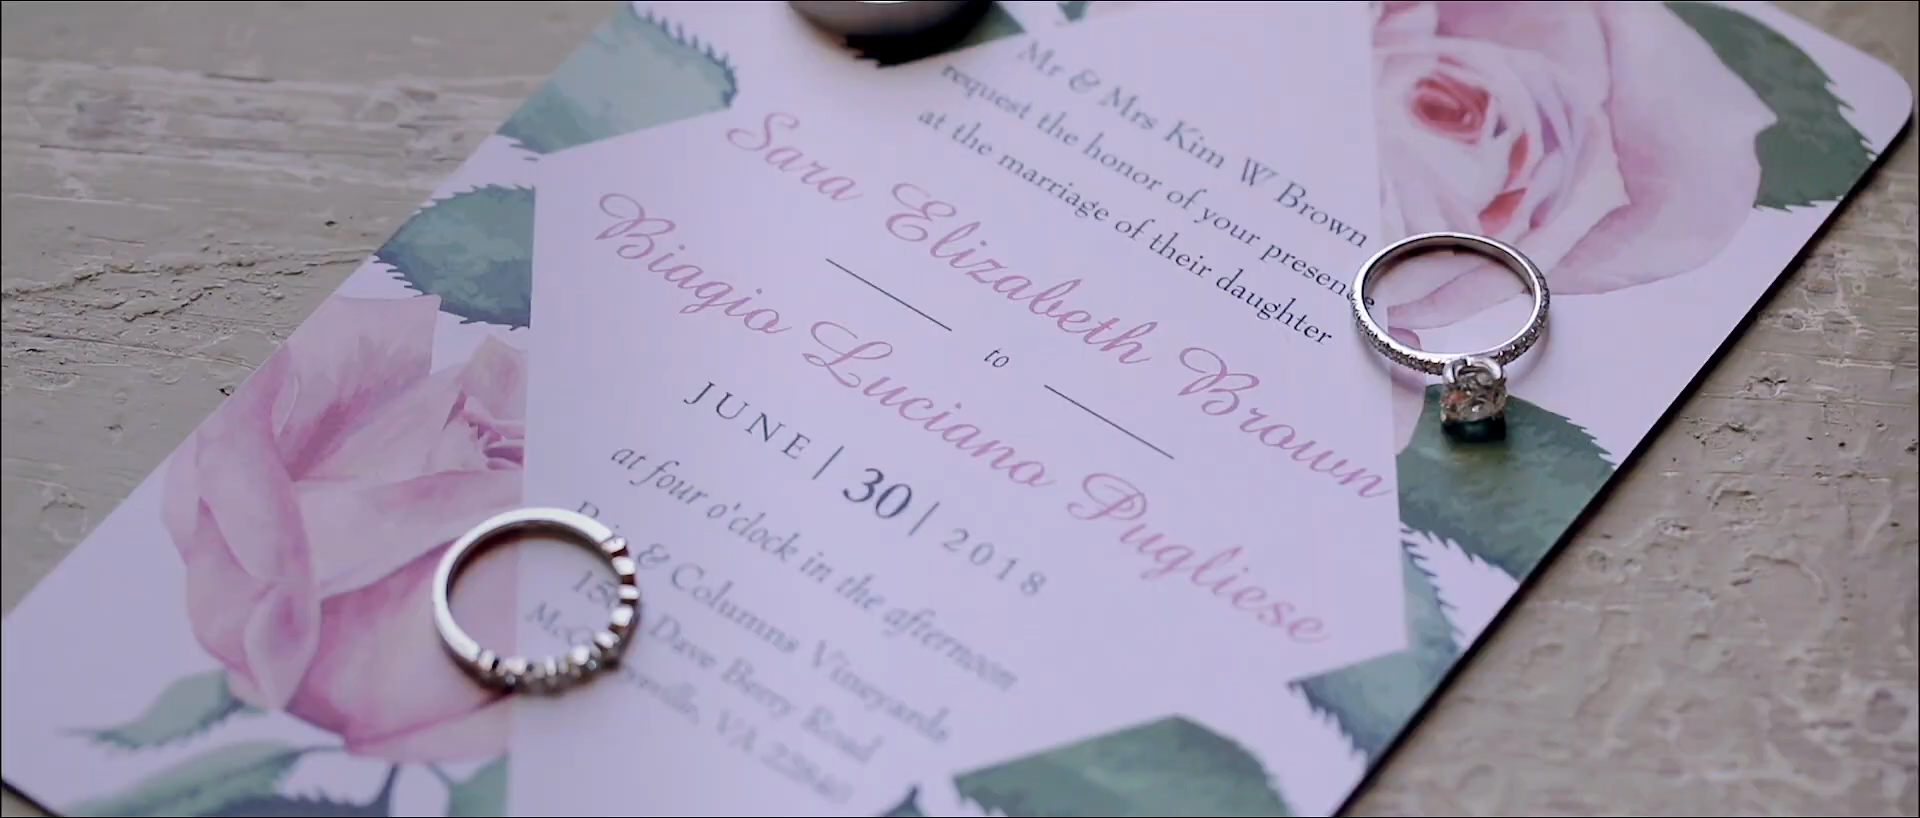 Mr & Mrs Kim W Brown
request the honor of your presence
at the marriage of their daughter
Sara Elizabeth Brown
to
Biagio Luciano Pugliese
JUNE | 30 | 2018
at four o'clock in the afternoon
& Columns Vineyards
Dave Berry Road
VA 22840